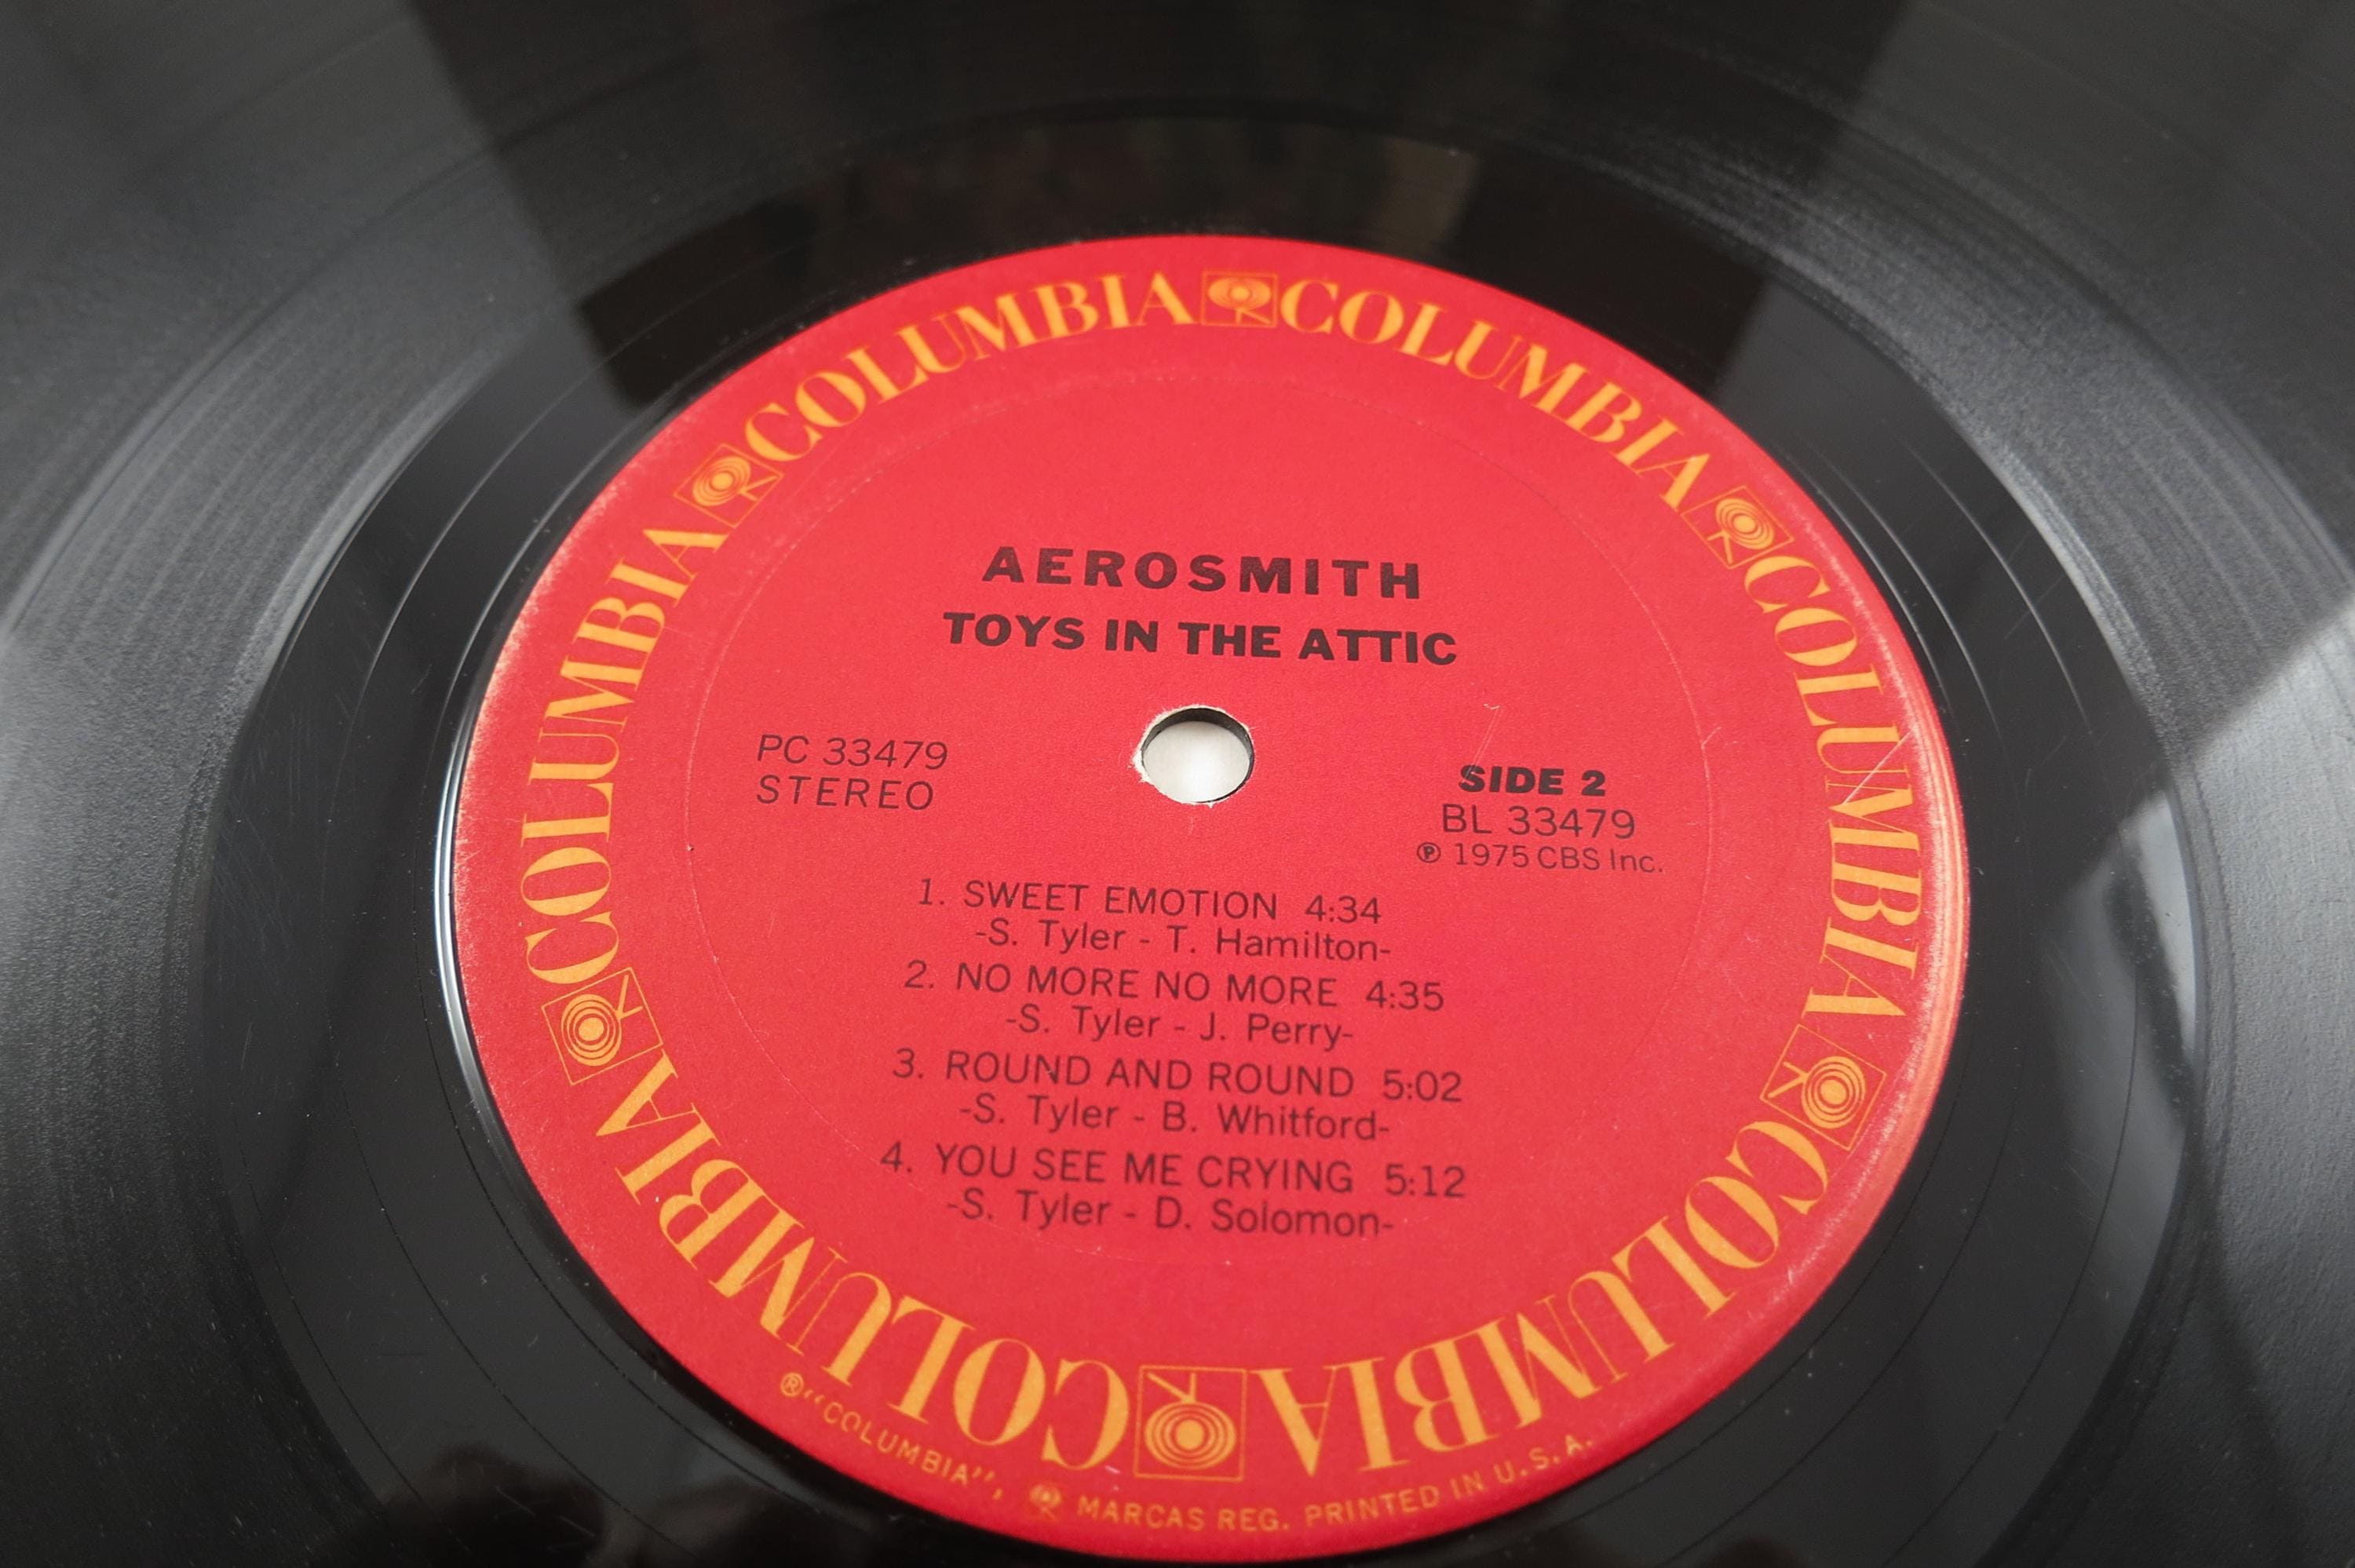 COLUMBIA COLUMBIA COLUMBIA COLUMBIA COLUMBIA COLUMBIA
AEROSMITH
TOYS IN THE ATTIC
PC 33479
STEREO
SIDE 2
BL 33479
℗ 1975 CBS Inc.
1. SWEET EMOTION 4:34
-S. Tyler - T. Hamilton-
2. NO MORE NO MORE 4:35
-S. Tyler - J. Perry-
3. ROUND AND ROUND 5:02
-S. Tyler - B. Whitford-
4. YOU SEE ME CRYING 5:12
-S. Tyler - D. Solomon-
® "COLUMBIA", MARCAS REG. PRINTED IN U.S.A.